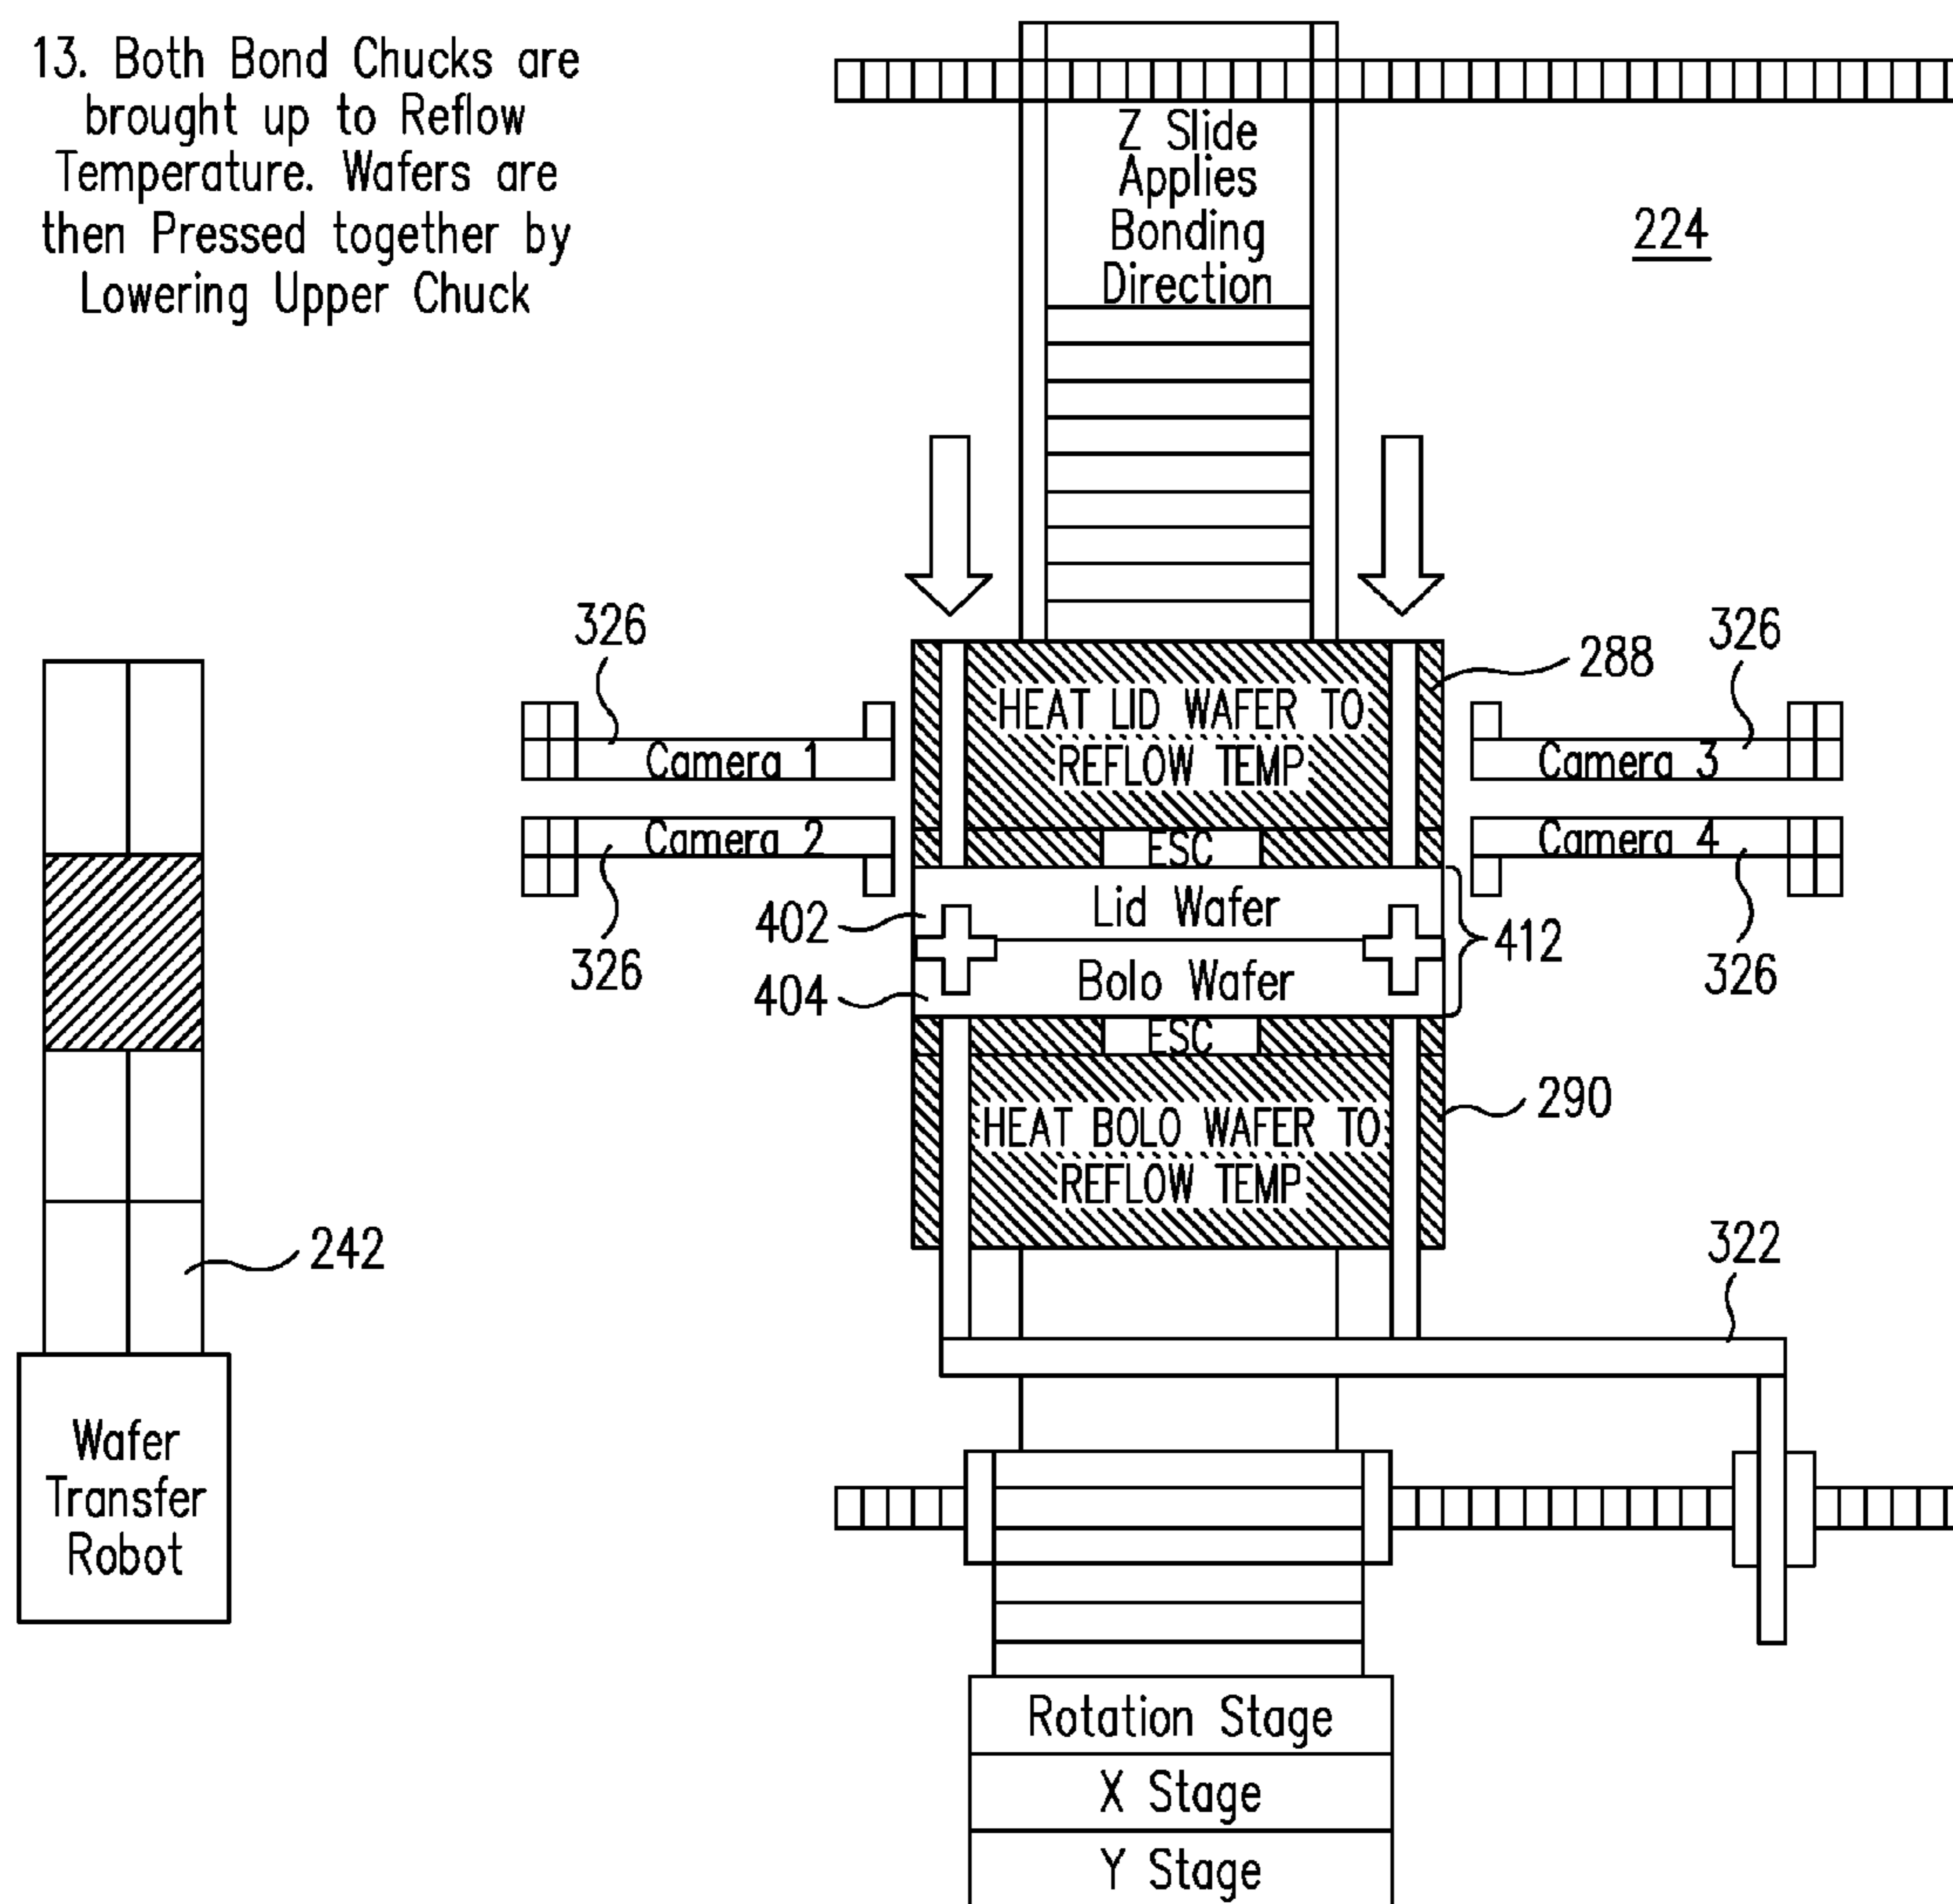 13. Both Bond Chucks are
brought up to Reflow
Temperature. Wafers are
then Pressed together by
Lowering Upper Chuck
Z Slide
Applies
Bonding
Direction
224
326
326
288
HEAT LID WAFER TO
REFLOW TEMP
Camera 1
Camera 3
Camera 2
Camera 4
ESC
Lid Wafer
402
412
326
326
Bolo Wafer
404
ESC
290
HEAT BOLO WAFER TO
REFLOW TEMP
242
322
Wafer
Transfer
Robot
Rotation Stage
X Stage
Y Stage